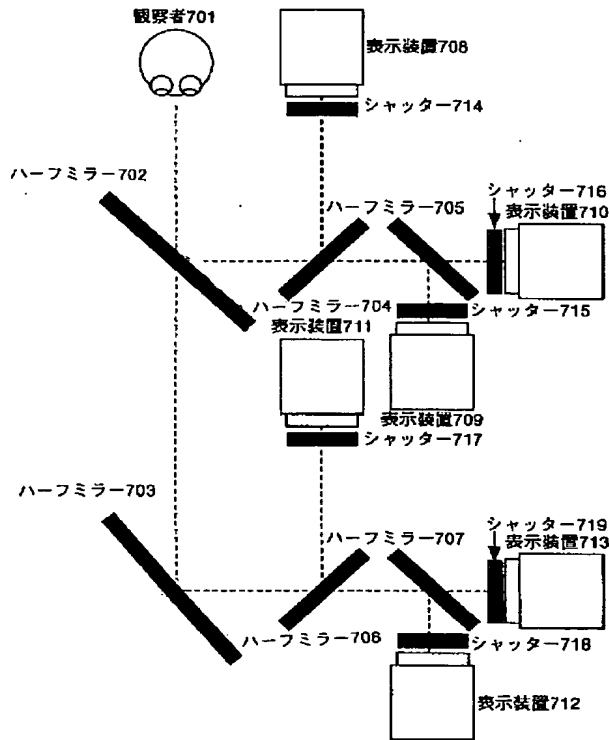 観察者701
表示装置708
シャッター714
ハーフミラー702
シャッター716
ハーフミラー705
表示装置710
ハーフミラー704
シャッター715
表示装置711
表示装置709
シャッター717
ハーフミラー703
シャッター719
ハーフミラー707
表示装置713
ハーフミラー706
シャッター718
表示装置712